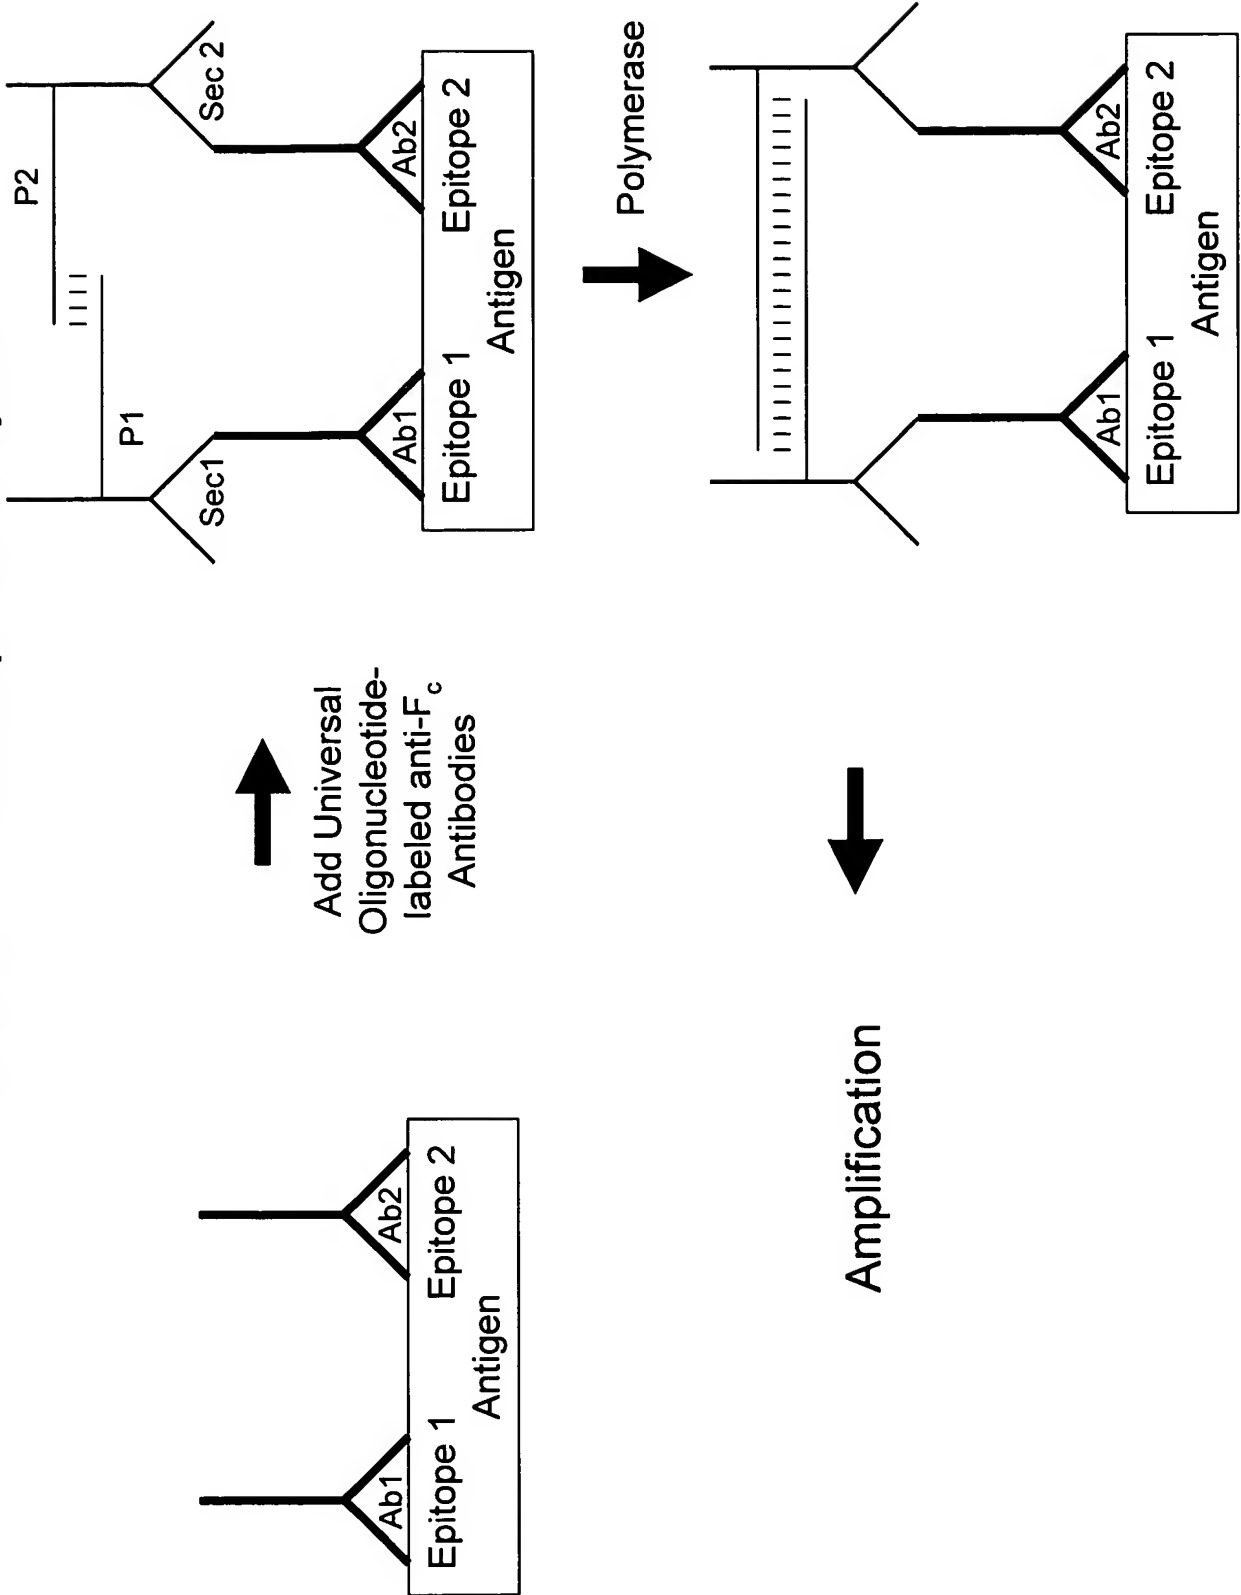 Ab1
Ab2
Epitope 1
Epitope 2
Antigen
Add Universal
Oligonucleotide-
labeled anti-Fc
Antibodies
P1
P2
Sec1
Sec 2
Ab1
Ab2
Epitope 1
Epitope 2
Antigen
Polymerase
Ab1
Ab2
Epitope 1
Epitope 2
Antigen
Amplification